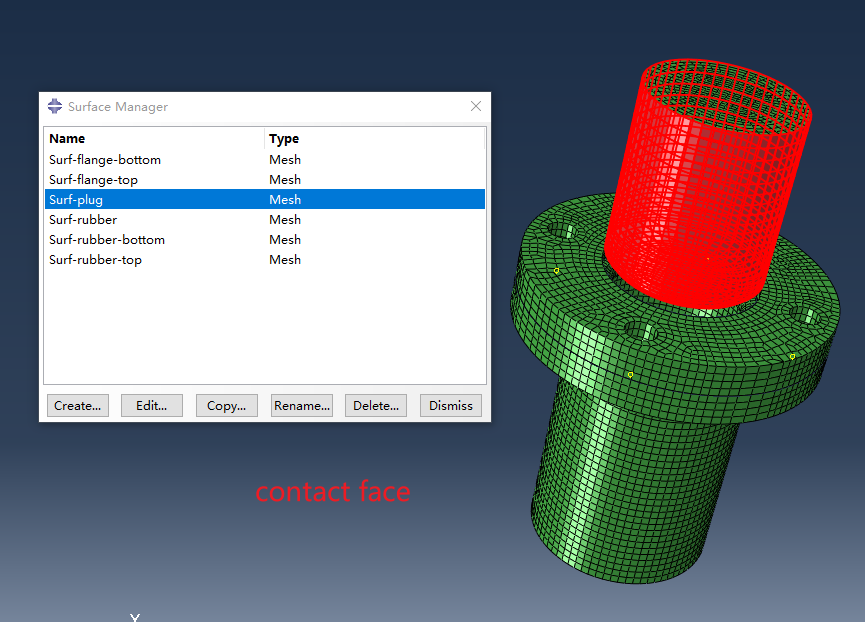 Surface Manager
Name Type
Surf-flange-bottom Mesh
Surf-flange-top Mesh
Surf-plug Mesh
Surf-rubber Mesh
Surf-rubber-bottom Mesh
Surf-rubber-top Mesh
Create... Edit... Copy... Rename... Delete... Dismiss
contact face
Y